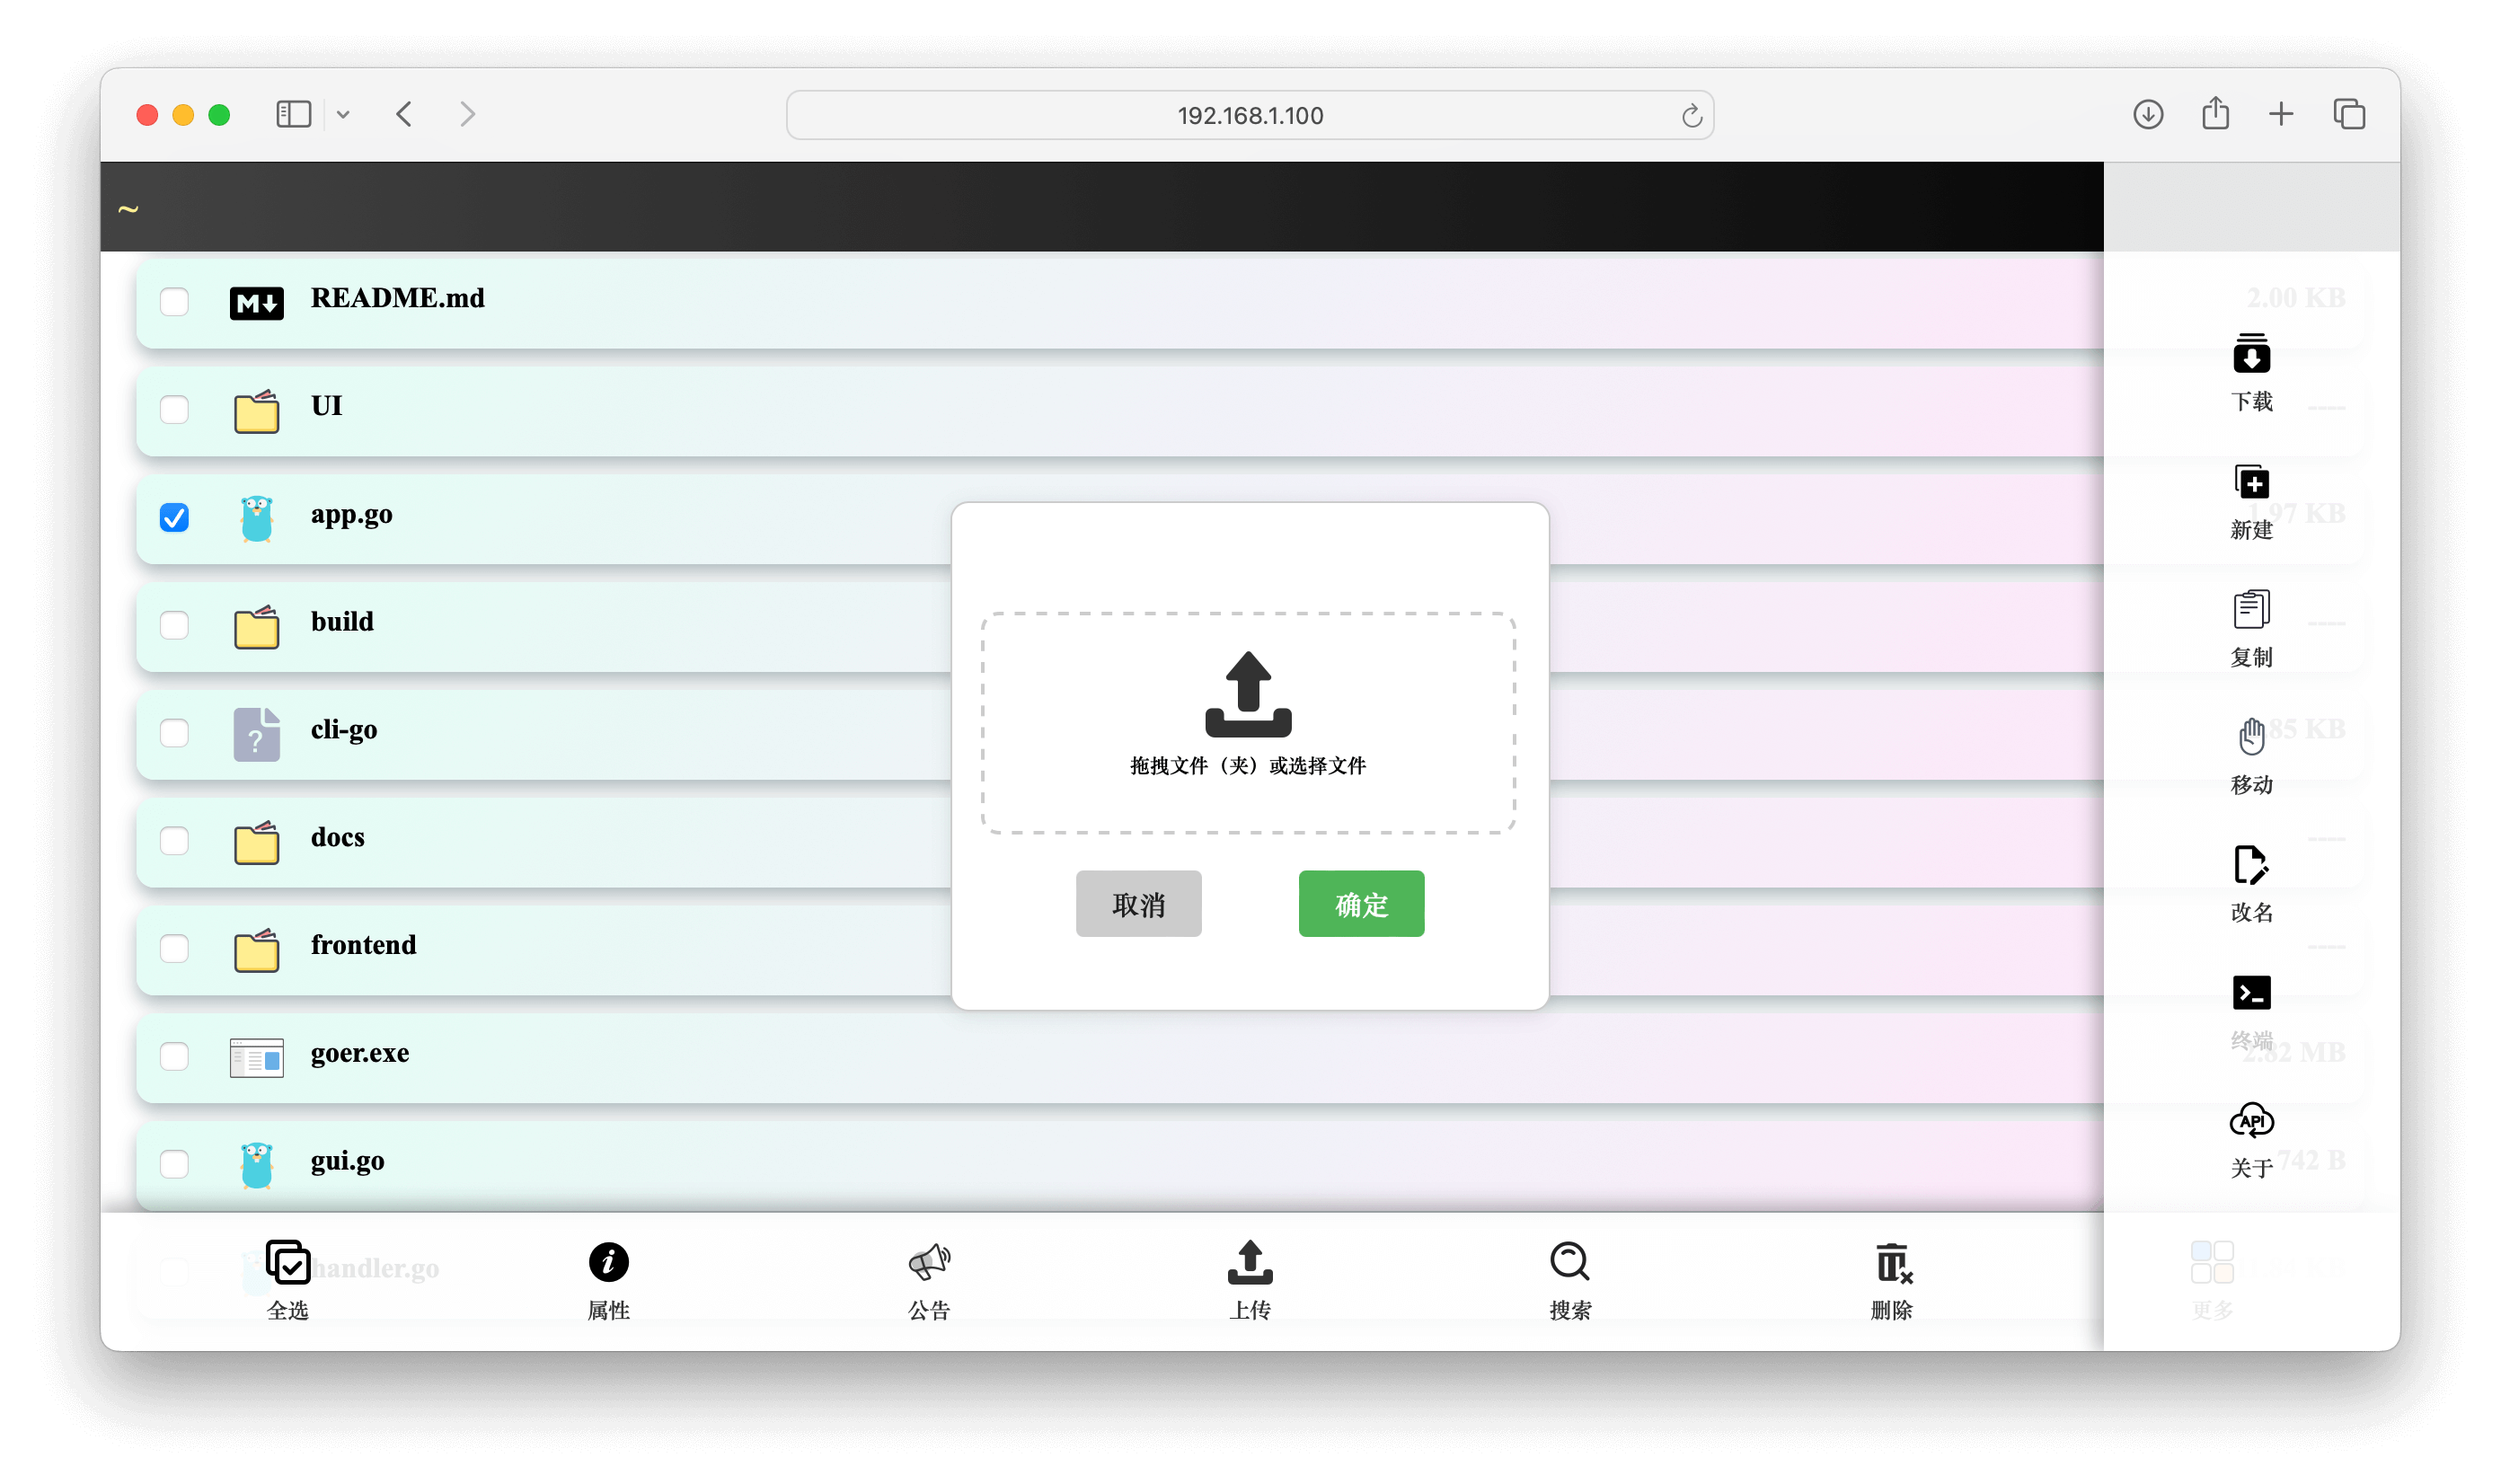 192.168.1.100
~
README.md
2.00 KB
UI
----
app.go
1.97 KB
build
----
cli-go
85 KB
docs
----
frontend
----
goer.exe
2.82 MB
gui.go
742 B
handler.go
拖拽文件（夹）或选择文件
取消
确定
下载
新建
复制
移动
改名
终端
API
关于
全选
属性
公告
上传
搜索
删除
更多